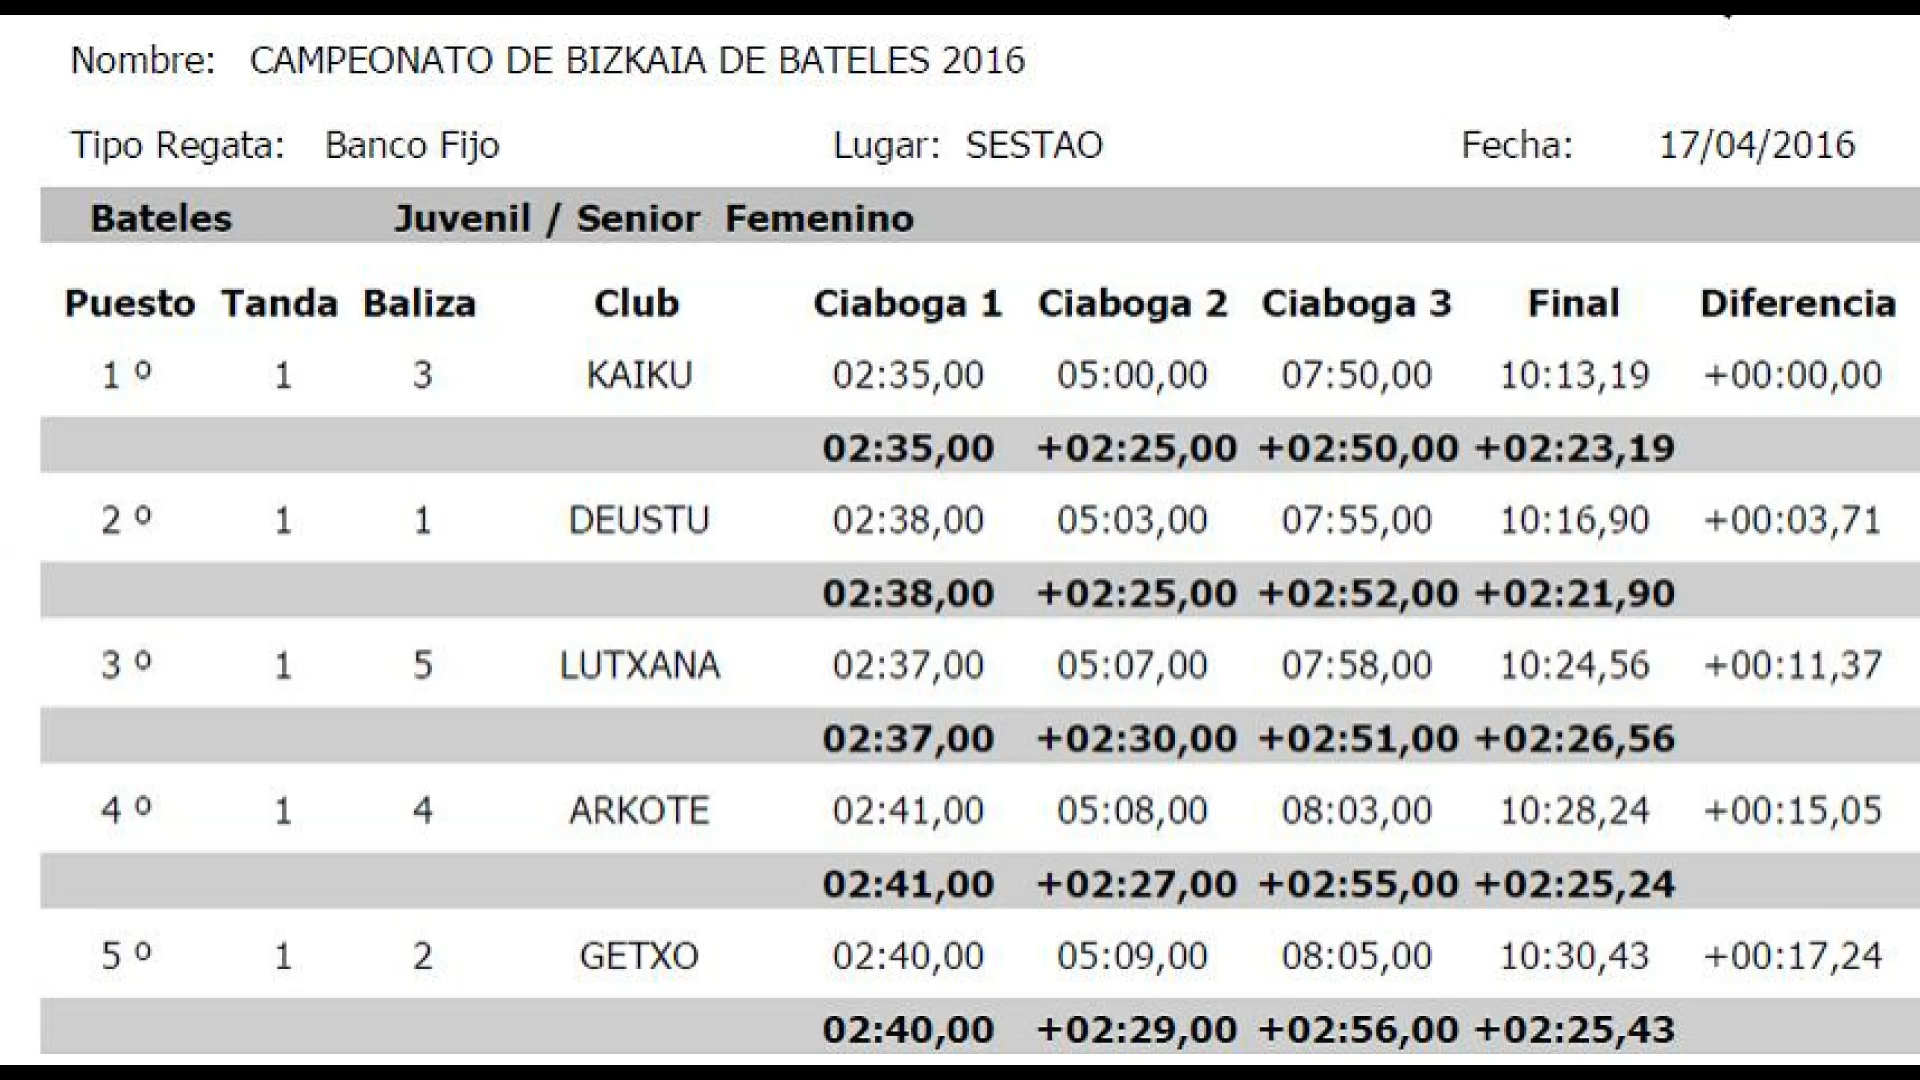 Nombre: CAMPEONATO DE BIZKAIA DE BATELES 2016
Tipo Regata: Banco Fijo Lugar: SESTAO Fecha: 17/04/2016
Bateles Juvenil / Senior Femenino
Puesto Tanda Baliza Club Ciaboga 1 Ciaboga 2 Ciaboga 3 Final Diferencia
1 º 1 3 KAIKU 02:35,00 05:00,00 07:50,00 10:13,19 +00:00,00
02:35,00 +02:25,00 +02:50,00 +02:23,19
2 º 1 1 DEUSTU 02:38,00 05:03,00 07:55,00 10:16,90 +00:03,71
02:38,00 +02:25,00 +02:52,00 +02:21,90
3 º 1 5 LUTXANA 02:37,00 05:07,00 07:58,00 10:24,56 +00:11,37
02:37,00 +02:30,00 +02:51,00 +02:26,56
4 º 1 4 ARKOTE 02:41,00 05:08,00 08:03,00 10:28,24 +00:15,05
02:41,00 +02:27,00 +02:55,00 +02:25,24
5 º 1 2 GETXO 02:40,00 05:09,00 08:05,00 10:30,43 +00:17,24
02:40,00 +02:29,00 +02:56,00 +02:25,43